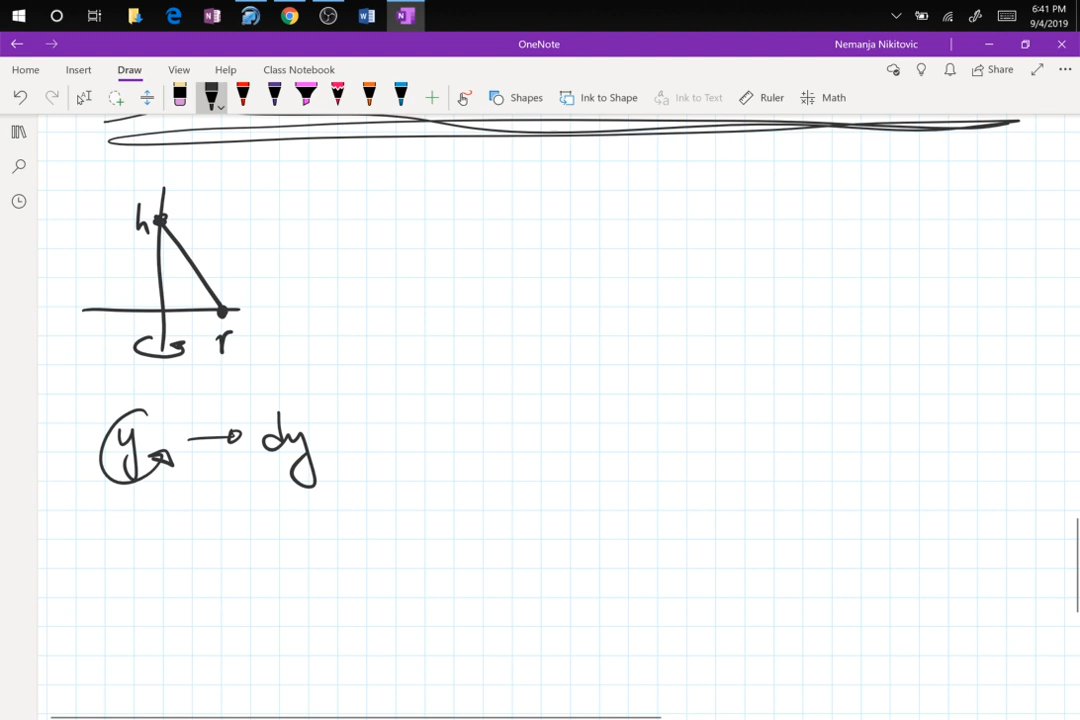 6:41 PM
9/4/2019
OneNote
Nemanja Nikitovic
Home Insert Draw View Help Class Notebook
Share
Shapes Ink to Shape Ink to Text Ruler Math
h
r
y → dy